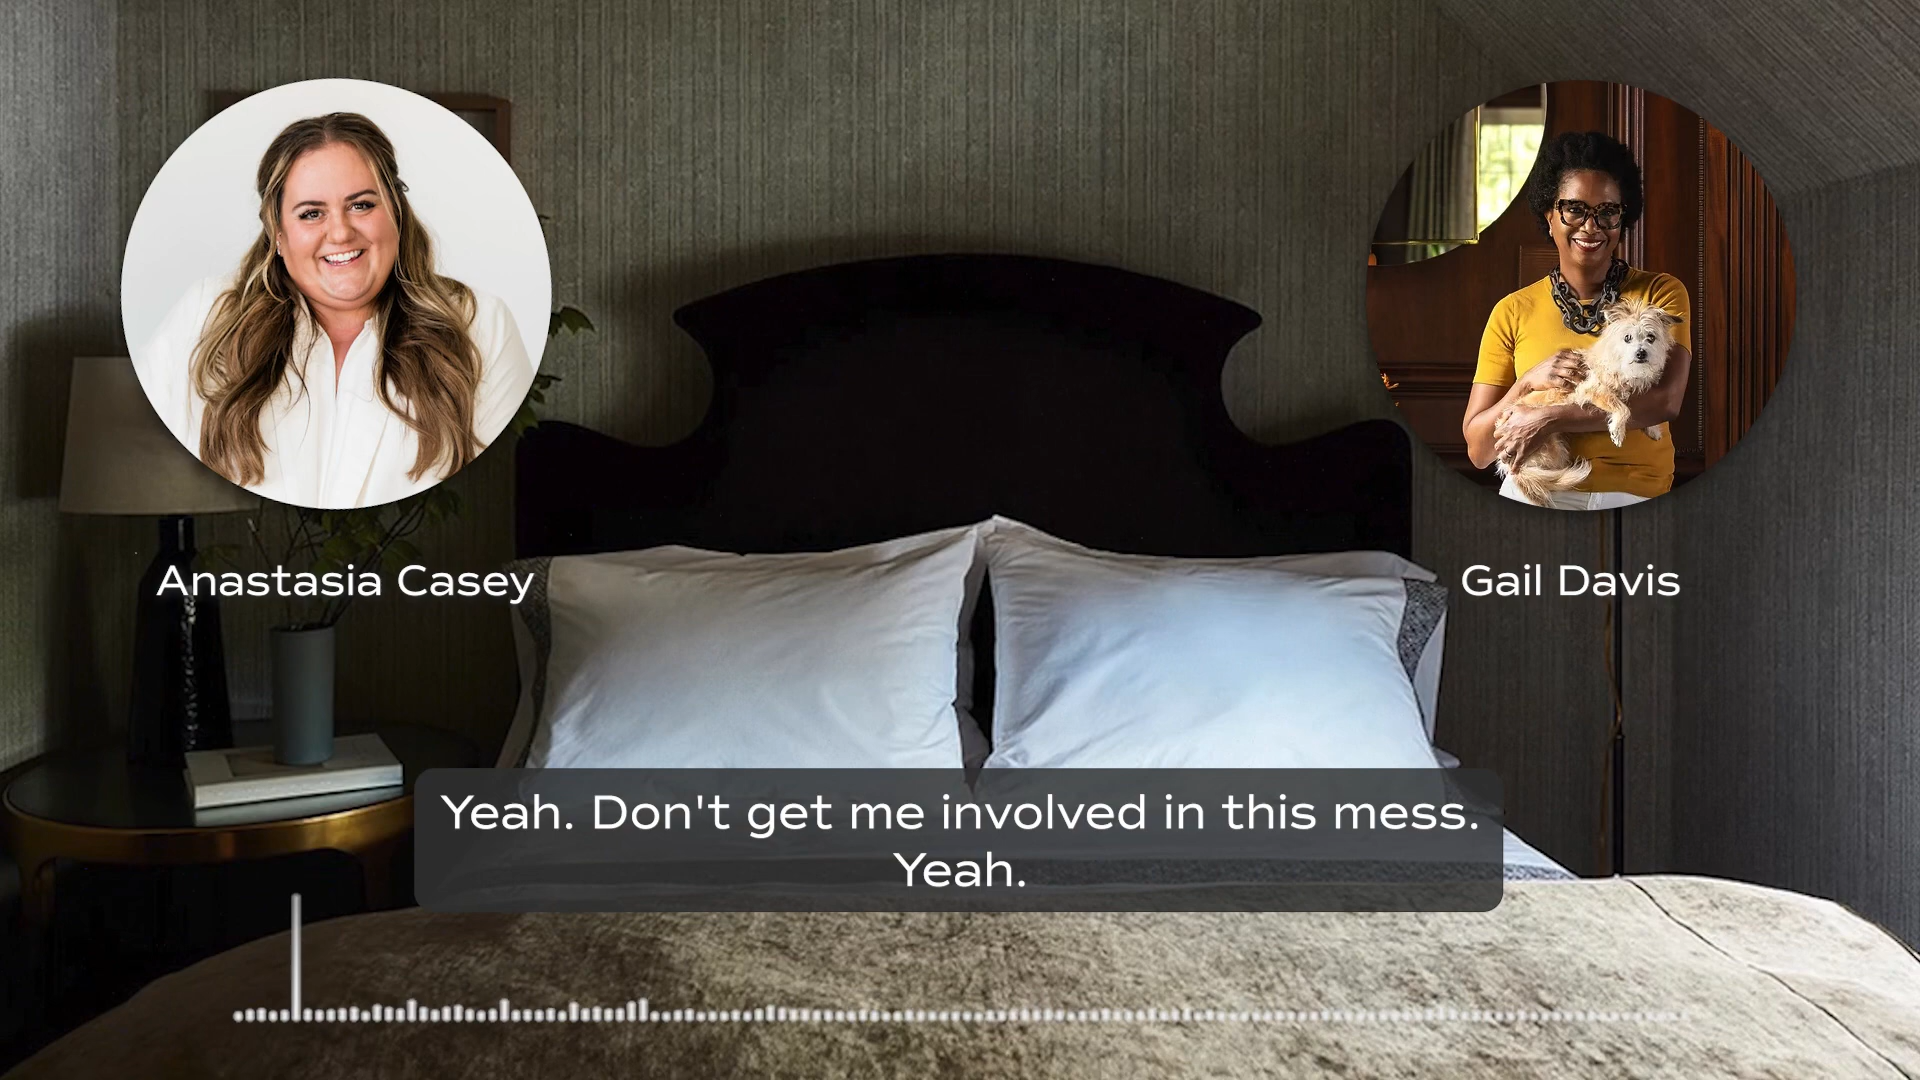 Anastasia Casey
Gail Davis
Yeah. Don't get me involved in this mess.
Yeah.